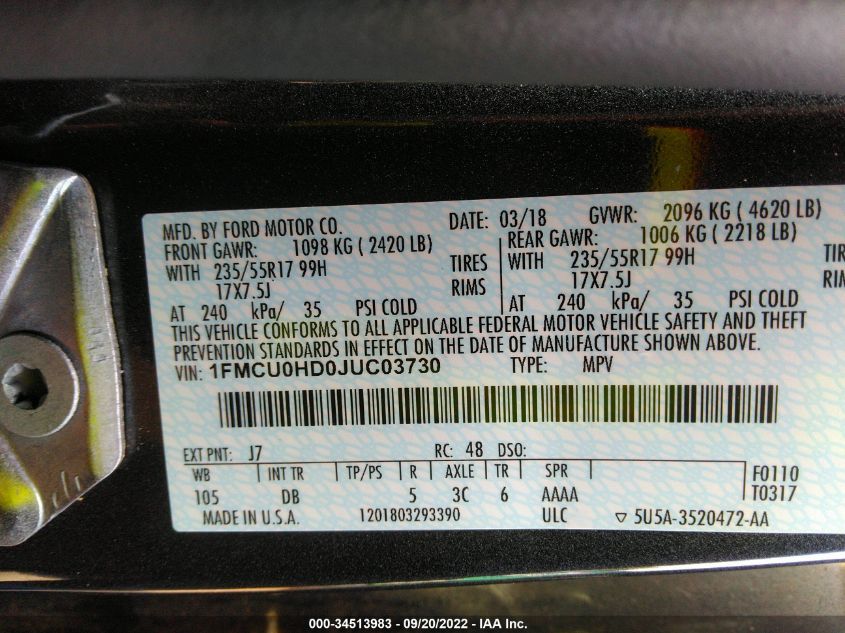 MFD. BY FORD MOTOR CO. DATE: 03/18 GVWR: 2096 KG ( 4620 LB)
FRONT GAWR: 1098 KG ( 2420 LB) REAR GAWR: 1006 KG ( 2218 LB)
WITH 235/55R17 99H TIRES WITH 235/55R17 99H TIR
17X7.5J RIMS 17X7.5J RIM
AT 240 kPa/ 35 PSI COLD AT 240 kPa/ 35 PSI COLD
THIS VEHICLE CONFORMS TO ALL APPLICABLE FEDERAL MOTOR VEHICLE SAFETY AND THEFT
PREVENTION STANDARDS IN EFFECT ON THE DATE OF MANUFACTURE SHOWN ABOVE.
VIN: 1FMCU0HD0JUC03730 TYPE: MPV
EXT PNT: J7 RC: 48 DSO:
WB INT TR TP/PS R AXLE TR SPR F0110
105 DB 5 3C 6 AAAA T0317
MADE IN U.S.A. 1201803293390 ULC ▽ 5U5A-3520472-AA
000-34513983 - 09/20/2022 - IAA Inc.